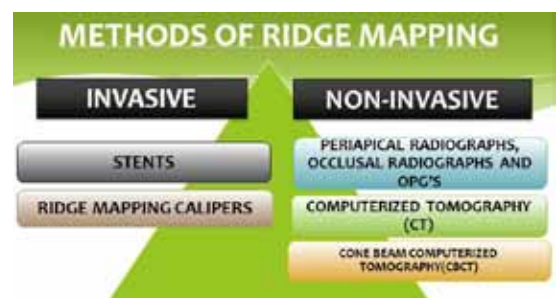 METHODS OF RIDGE MAPPING
INVASIVE
STENTS
RIDGE MAPPING CALIPERS
NON-INVASIVE
PERIAPICAL RADIOGRAPHS,
OCCLUSAL RADIOGRAPHS AND
OPG'S
COMPUTERIZED TOMOGRAPHY
(CT)
CONE BEAM COMPUTERIZED
TOMOGRAPHY(CBCT)